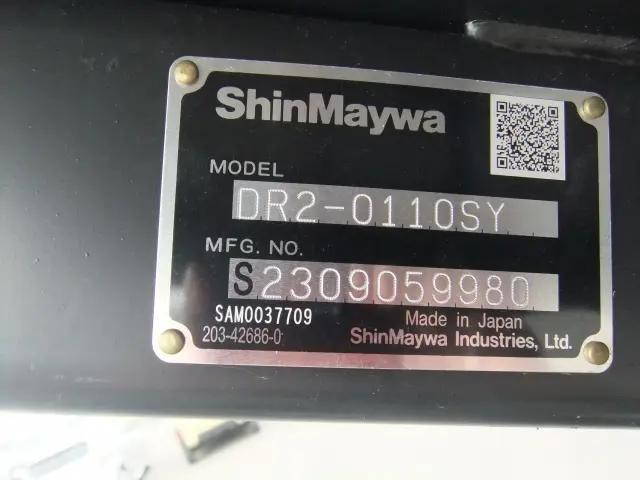 ShinMaywa
MODEL
DR2-0110SY
MFG. NO.
S2309059980
SAM0037709
Made in Japan
203-42686-0
ShinMaywa Industries, Ltd.